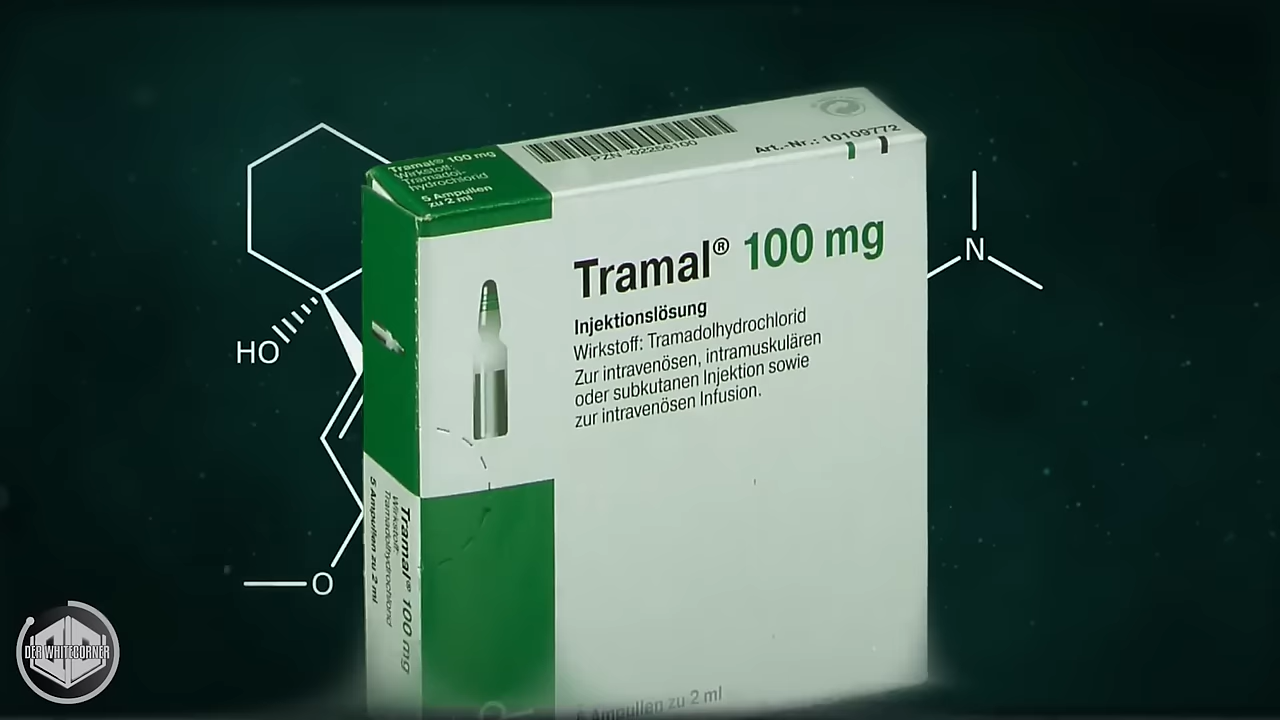 Tramal® 100 mg
Wirkstoff:
Tramadol-
hydrochlorid
5 Ampullen
zu 2 ml
PZN -02256100
Art.-Nr.: 10109772
Tramal® 100 mg
Injektionslösung
Wirkstoff: Tramadolhydrochlorid
Zur intravenösen, intramuskulären
oder subkutanen Injektion sowie
zur intravenösen Infusion.
5 Ampullen zu 2 ml
Tramal® 100 mg
Wirkstoff:
Tramadolhydrochlorid
5 Ampullen zu 2 ml
HO
O
N
DER WHITECORNER